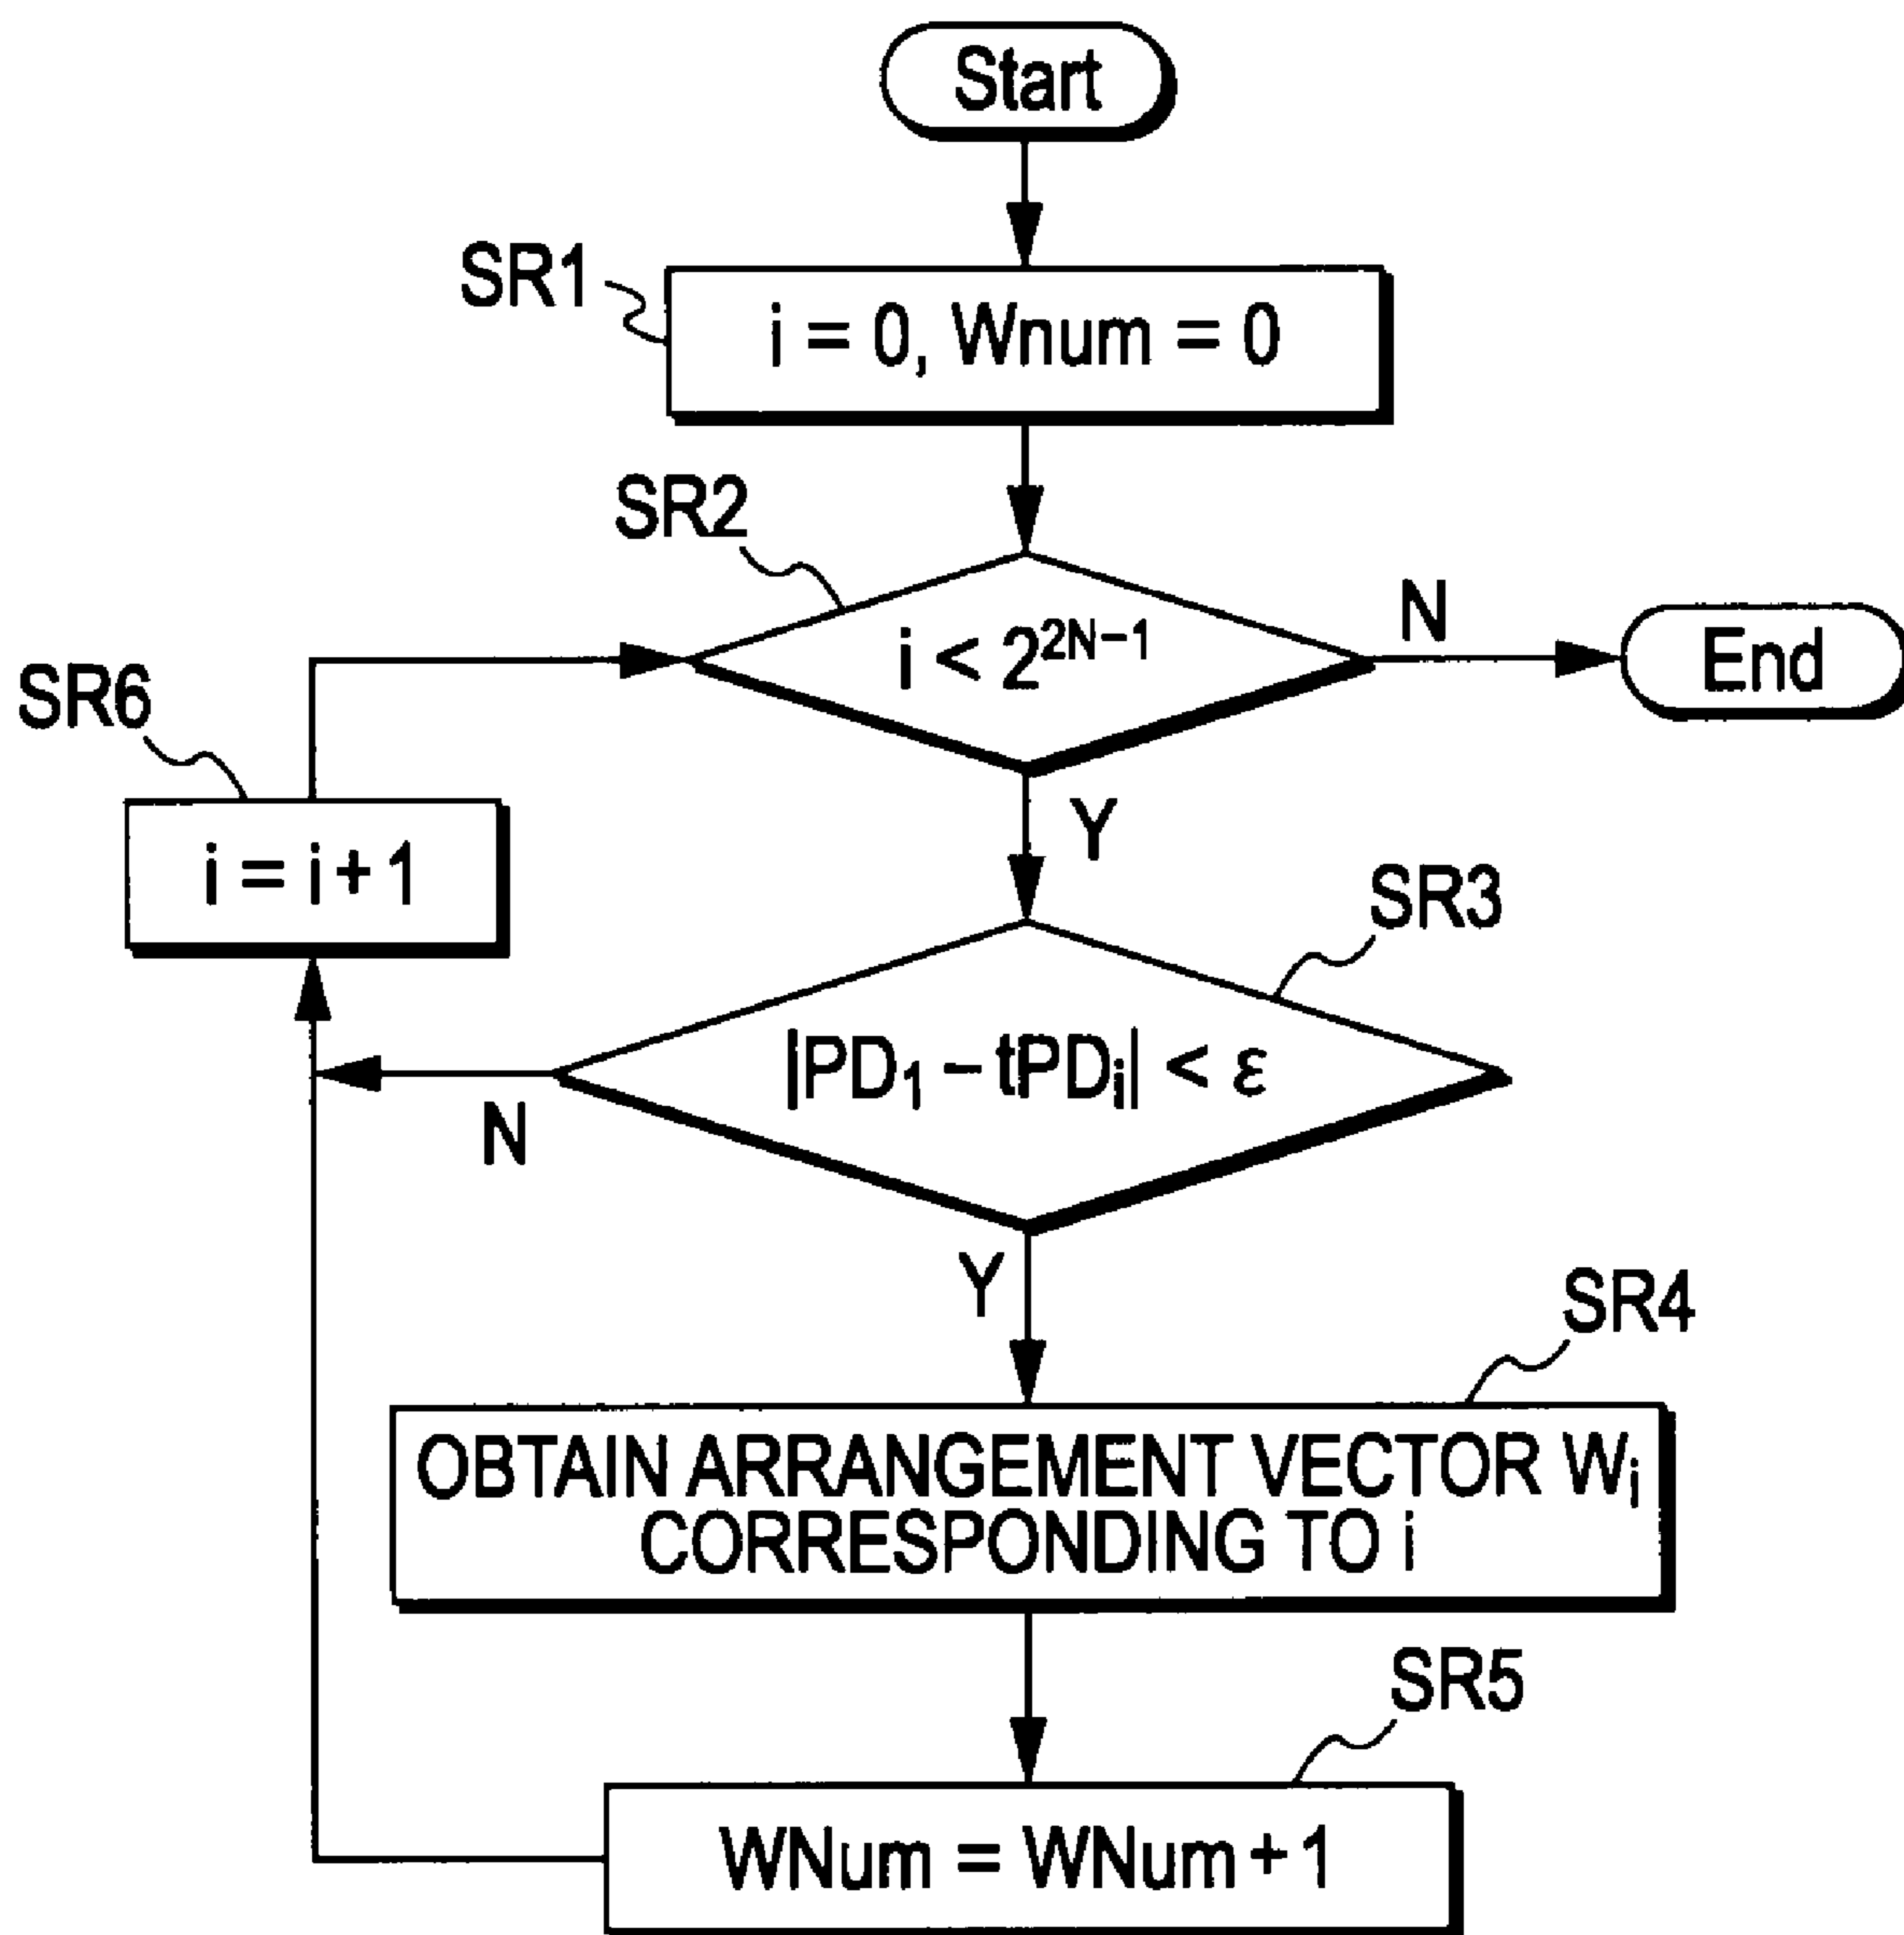 Start
SR1
i = 0, Wnum = 0
SR2
i < 2^{2N-1}
N
End
SR6
i = i + 1
Y
SR3
|PD₁ – tPDᵢ| < ε
N
Y
SR4
OBTAIN ARRANGEMENT VECTOR Wᵢ
CORRESPONDING TO i
SR5
WNum = WNum + 1